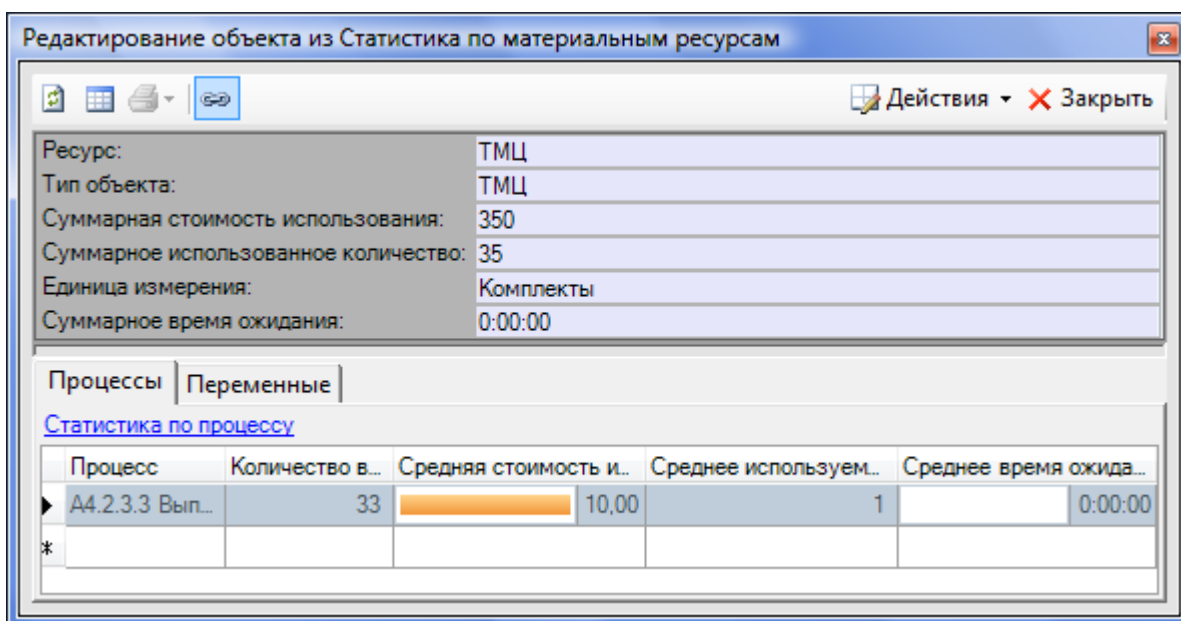 Редактирование объекта из Статистика по материальным ресурсам
Действия Закрыть
Ресурс: ТМЦ
Тип объекта: ТМЦ
Суммарная стоимость использования: 350
Суммарное использованное количество: 35
Единица измерения: Комплекты
Суммарное время ожидания: 0:00:00
Процессы Переменные
Статистика по процессу
Процесс Количество в... Средняя стоимость и... Среднее используем... Среднее время ожида...
A4.2.3.3 Вып... 33 10,00 1 0:00:00
*